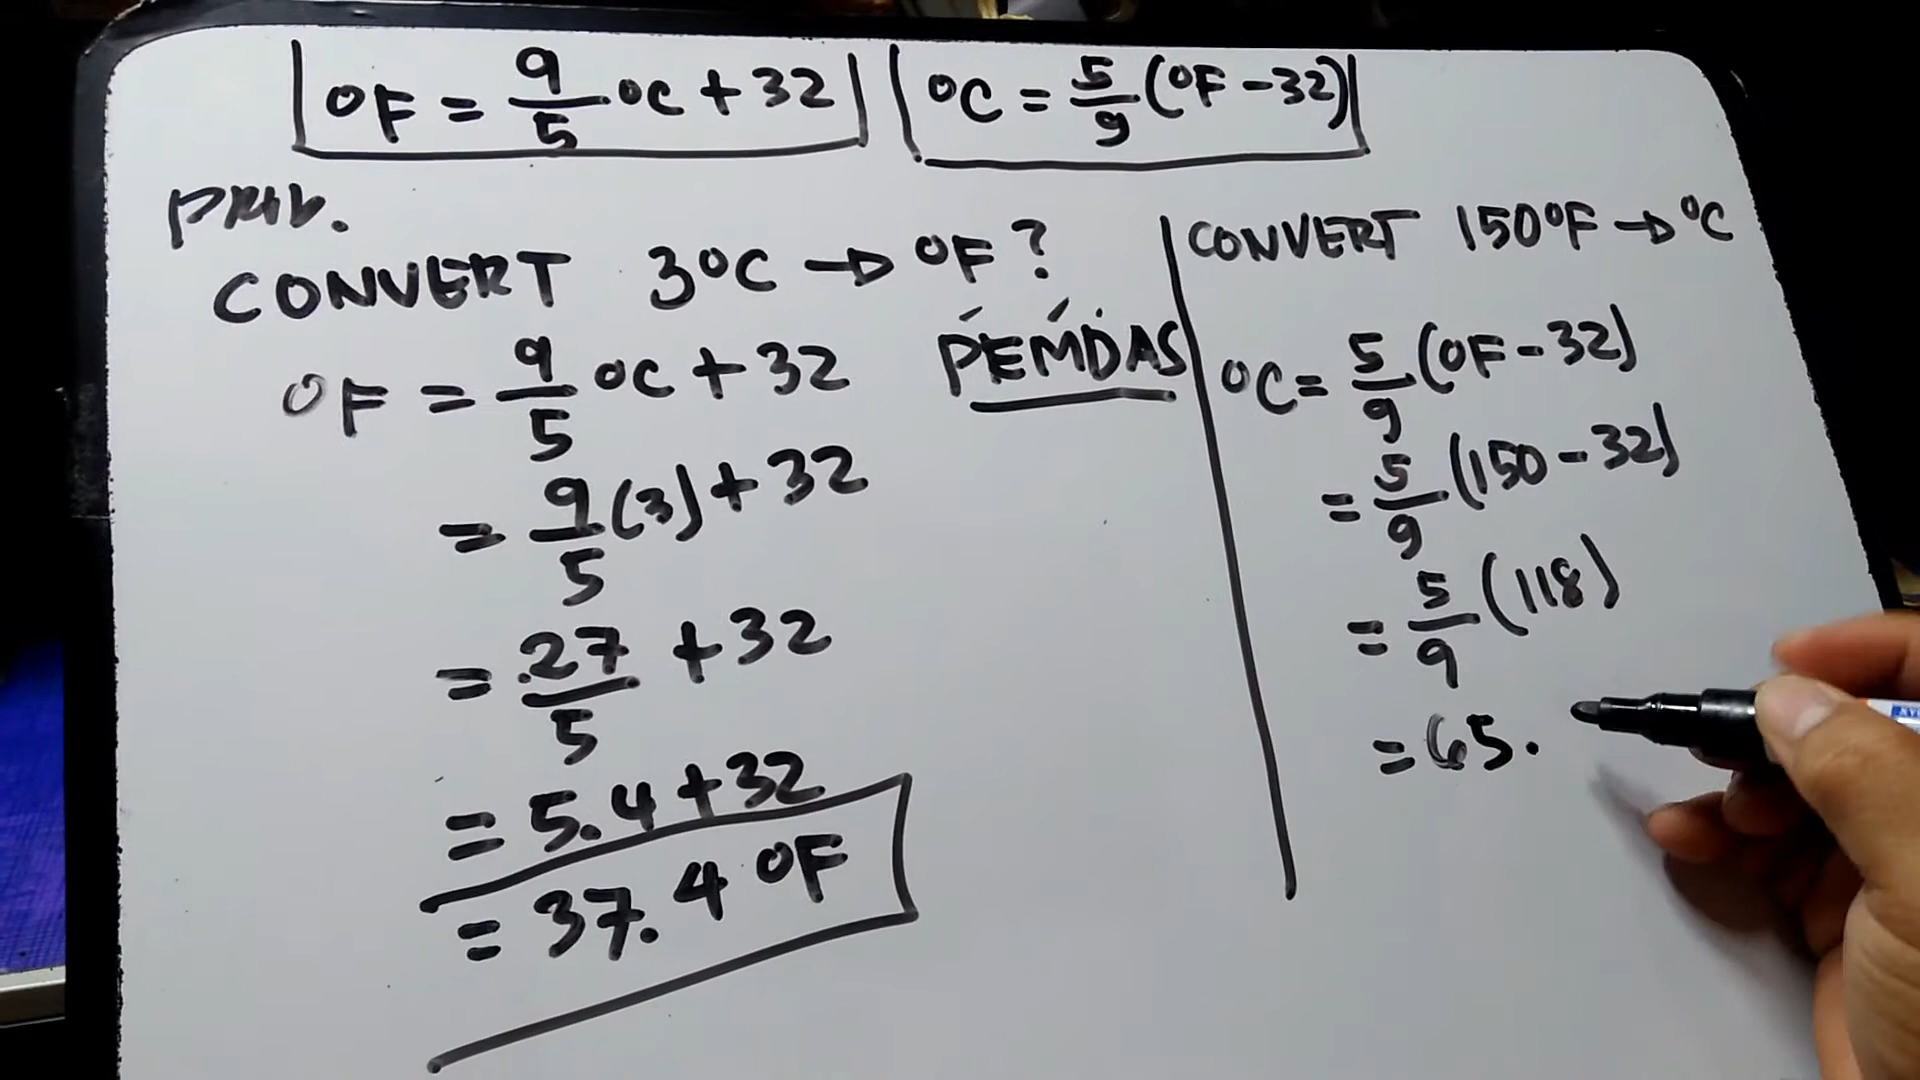 °F = 9/5 °C + 32
°C = 5/9 (°F - 32)
CONVERT 3°C → °F ?
PEMDAS
°F = 9/5 °C + 32
= 9/5 (3) + 32
= 27/5 + 32
= 5.4 + 32
= 37.4 °F
CONVERT 150°F → °C
°C = 5/9 (°F - 32)
= 5/9 (150 - 32)
= 5/9 (118)
= 65.